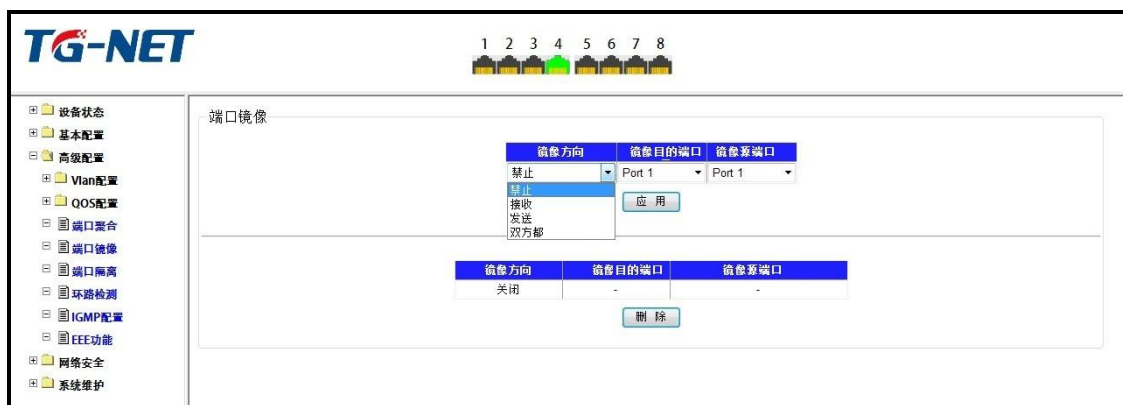 TG-NET
1 2 3 4 5 6 7 8
设备状态
基本配置
高级配置
Vlan配置
QOS配置
端口聚合
端口镜像
端口隔离
环路检测
IGMP配置
EEE功能
网络安全
系统维护
端口镜像
镜像方向 镜像目的端口 镜像源端口
禁止 Port 1 Port 1
禁止
接收
发送
双方都
应 用
镜像方向 镜像目的端口 镜像源端口
关闭 - -
删 除